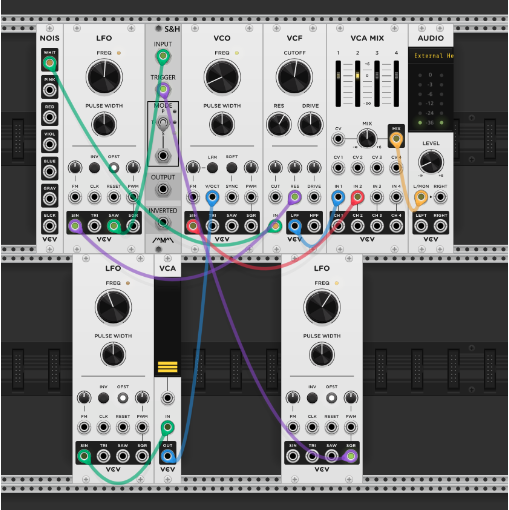 NOIS
WHIT
PINK
RED
VIOL
BLUE
GRAY
BLCK
VCV
LFO
FREQ
PULSE WIDTH
INV OFST
FM CLK RESET PWM
SIN TRI SAW SQR
VCV
S&H
INPUT
TRIGGER
MODE
OUTPUT
INVERTED
VCO
FREQ
PULSE WIDTH
LIN SOFT
FM V/OCT SYNC PWM
SIN TRI SAW SQR
VCV
VCF
CUTOFF
RES DRIVE
CUT RES DRIVE
IN LPF HPF
VCV
VCA MIX
1 2 3 4
MIX
CV MIX
CV 1 CV 2 CV 3 CV 4
IN 1 IN 2 IN 3 IN 4
CH 1 CH 2 CH 3 CH 4
VCV
AUDIO
External He
0
-6
-12
-24
-36
LEVEL
L/MON RIGHT
LEFT RIGHT
VCV
LFO
FREQ
PULSE WIDTH
INV OFST
FM CLK RESET PWM
SIN TRI SAW SQR
VCV
VCA
IN
OUT
VCV
LFO
FREQ
PULSE WIDTH
INV OFST
FM CLK RESET PWM
SIN TRI SAW SQR
VCV